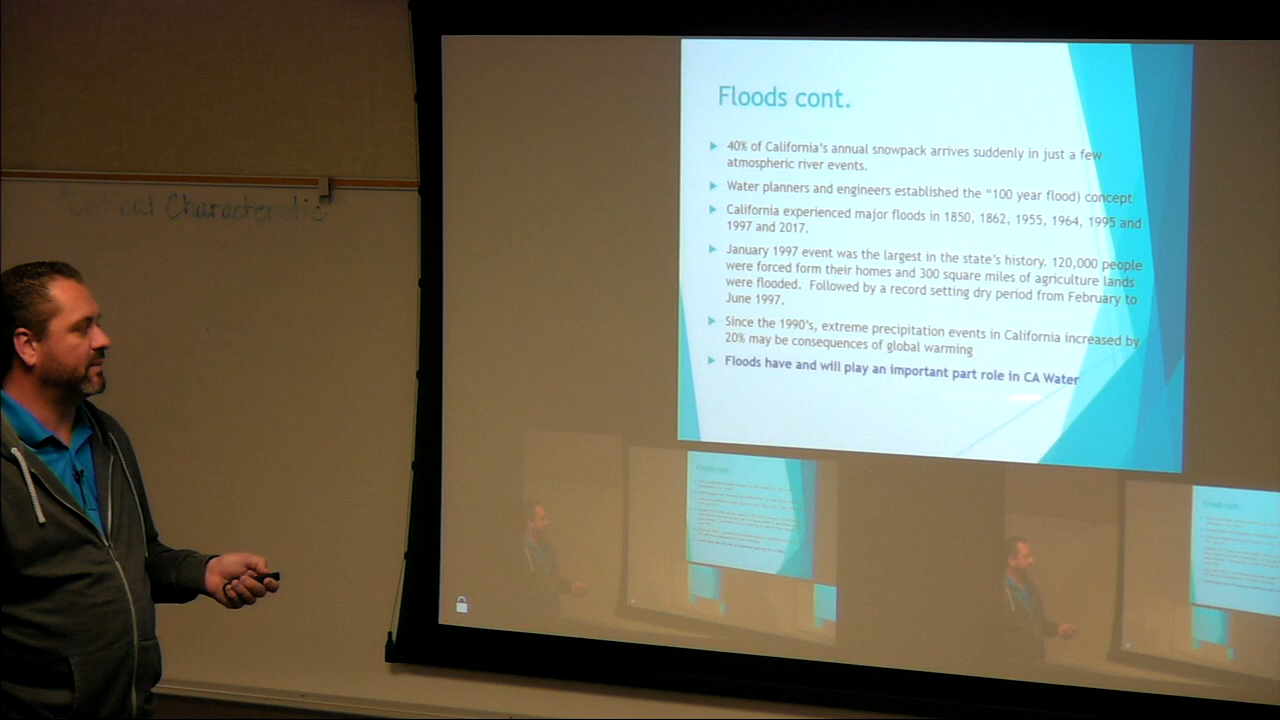 Floods cont.
40% of California's annual snowpack arrives suddenly in just a few
atmospheric river events.
Water planners and engineers established the "100 year flood) concept
California experienced major floods in 1850, 1862, 1955, 1964, 1995 and
1997 and 2017.
January 1997 event was the largest in the state's history. 120,000 people
were forced form their homes and 300 square miles of agriculture lands
were flooded. Followed by a record setting dry period from February to
June 1997.
Since the 1990's, extreme precipitation events in California increased by
20% may be consequences of global warming
Floods have and will play an important part role in CA Water
Characteristic
Floods cont.
Floods cont.